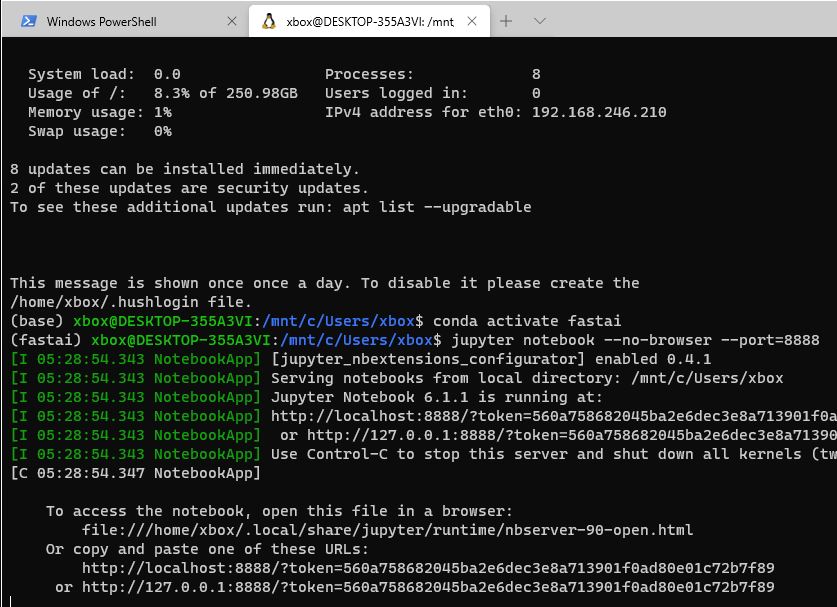 Windows PowerShell
xbox@DESKTOP-355A3VI: /mnt
System load: 0.0 Processes: 8
Usage of /: 8.3% of 250.98GB Users logged in: 0
Memory usage: 1% IPv4 address for eth0: 192.168.246.210
Swap usage: 0%
8 updates can be installed immediately.
2 of these updates are security updates.
To see these additional updates run: apt list --upgradable
This message is shown once once a day. To disable it please create the
/home/xbox/.hushlogin file.
(base) xbox@DESKTOP-355A3VI:/mnt/c/Users/xbox$ conda activate fastai
(fastai) xbox@DESKTOP-355A3VI:/mnt/c/Users/xbox$ jupyter notebook --no-browser --port=8888
[I 05:28:54.343 NotebookApp] [jupyter_nbextensions_configurator] enabled 0.4.1
[I 05:28:54.343 NotebookApp] Serving notebooks from local directory: /mnt/c/Users/xbox
[I 05:28:54.343 NotebookApp] Jupyter Notebook 6.1.1 is running at:
[I 05:28:54.343 NotebookApp] http://localhost:8888/?token=560a758682045ba2e6dec3e8a713901f0a
[I 05:28:54.343 NotebookApp]  or http://127.0.0.1:8888/?token=560a758682045ba2e6dec3e8a71390
[I 05:28:54.343 NotebookApp] Use Control-C to stop this server and shut down all kernels (tw
[C 05:28:54.347 NotebookApp]
To access the notebook, open this file in a browser:
file:///home/xbox/.local/share/jupyter/runtime/nbserver-90-open.html
Or copy and paste one of these URLs:
http://localhost:8888/?token=560a758682045ba2e6dec3e8a713901f0ad80e01c72b7f89
or http://127.0.0.1:8888/?token=560a758682045ba2e6dec3e8a713901f0ad80e01c72b7f89